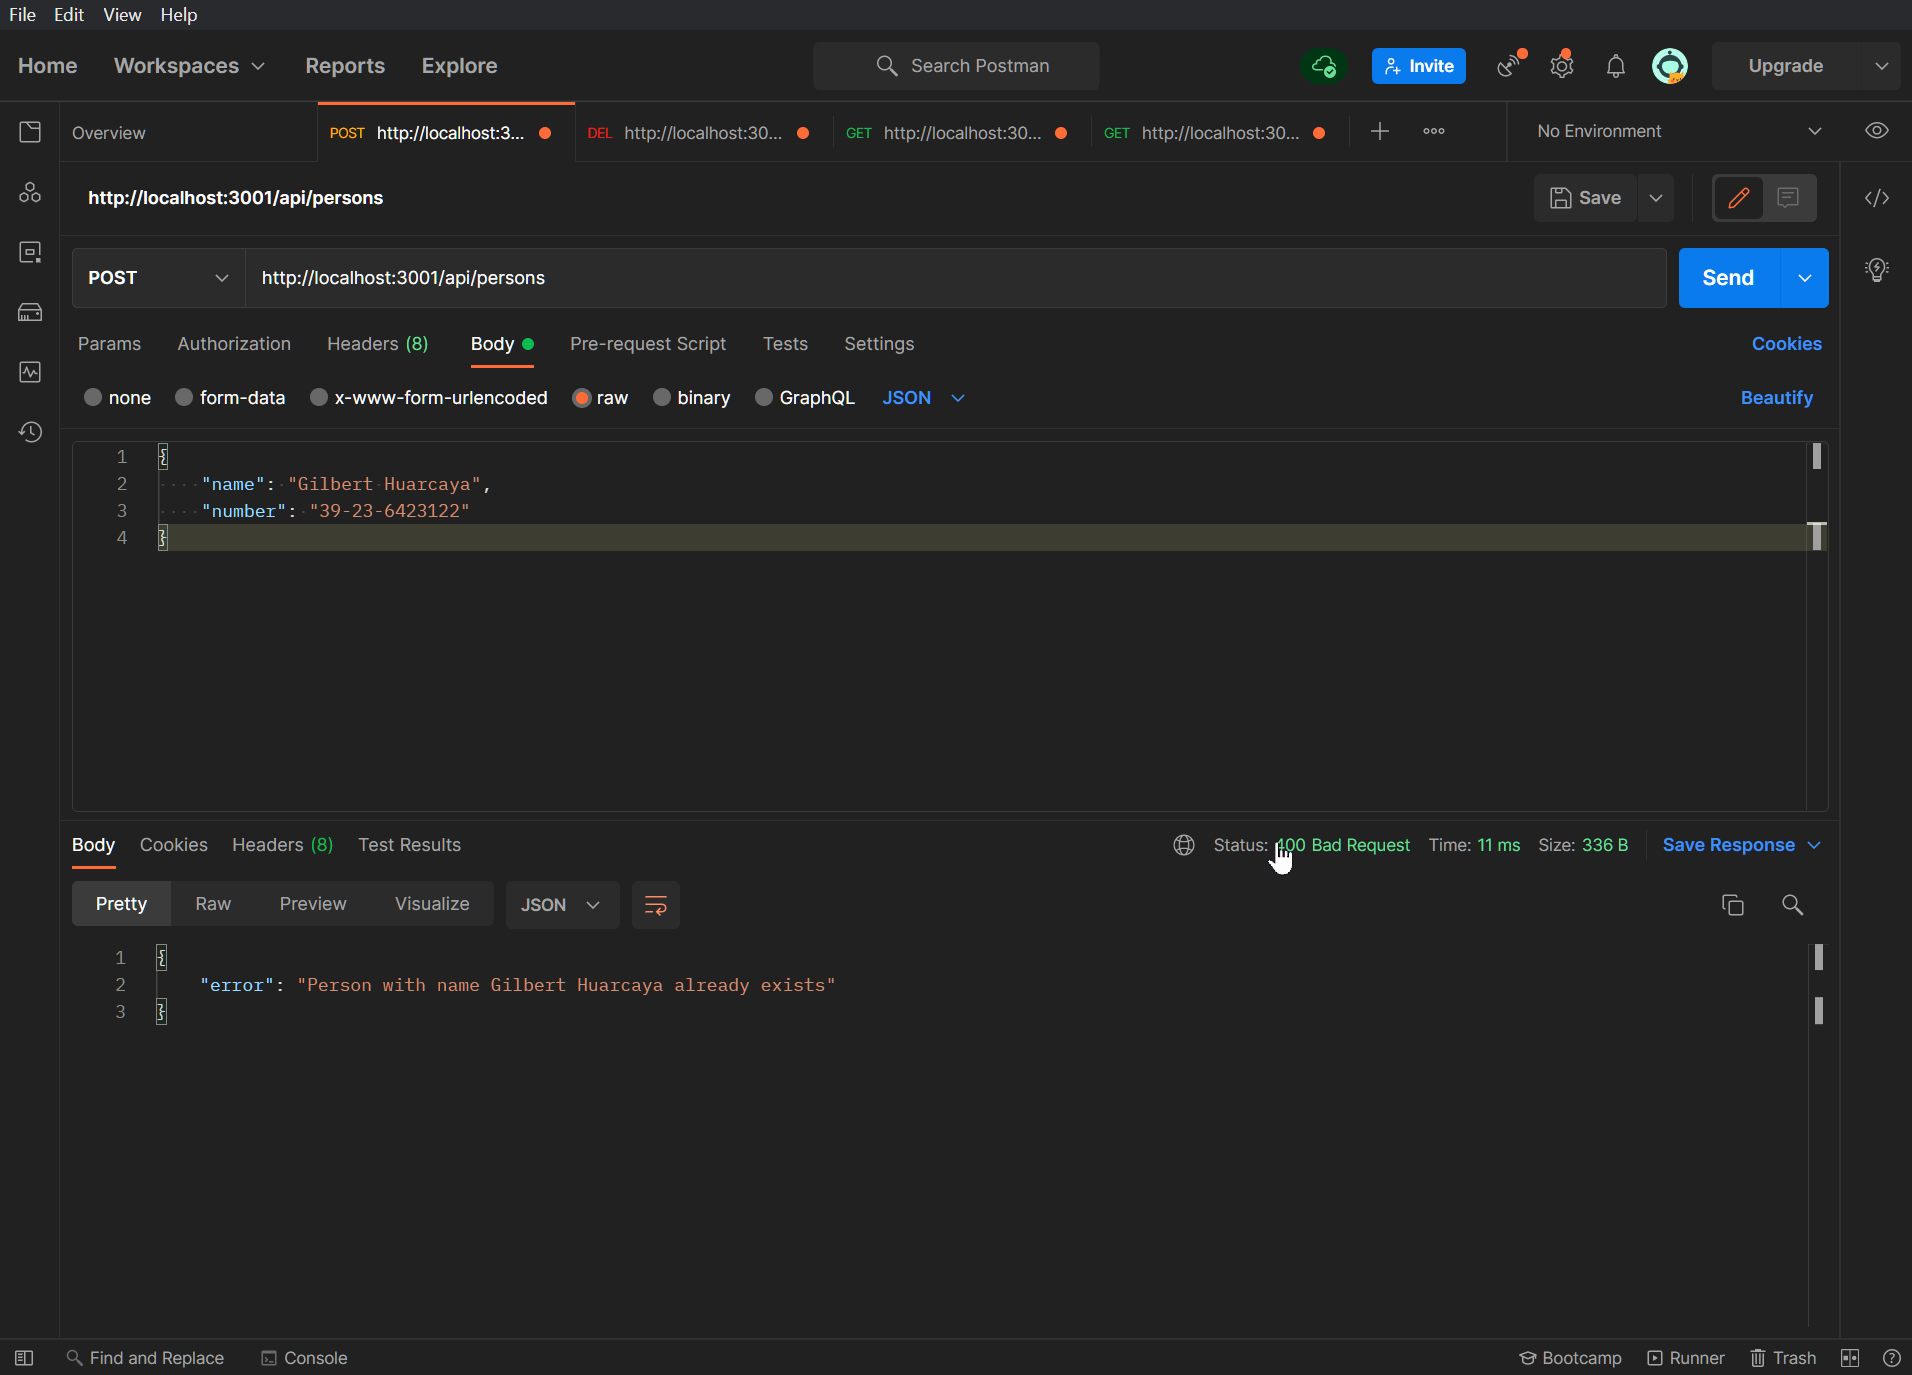 File Edit View Help
Home Workspaces Reports Explore Search Postman Invite Upgrade
Overview POST http://localhost:3... DEL http://localhost:30... GET http://localhost:30... GET http://localhost:30... No Environment
http://localhost:3001/api/persons Save
POST http://localhost:3001/api/persons Send
Params Authorization Headers (8) Body Pre-request Script Tests Settings Cookies
none form-data x-www-form-urlencoded raw binary GraphQL JSON Beautify
1 {
2 "name": "Gilbert Huarcaya",
3 "number": "39-23-6423122"
4 }
Body Cookies Headers (8) Test Results Status: 400 Bad Request Time: 11 ms Size: 336 B Save Response
Pretty Raw Preview Visualize JSON
1 {
2 "error": "Person with name Gilbert Huarcaya already exists"
3 }
Find and Replace Console Bootcamp Runner Trash